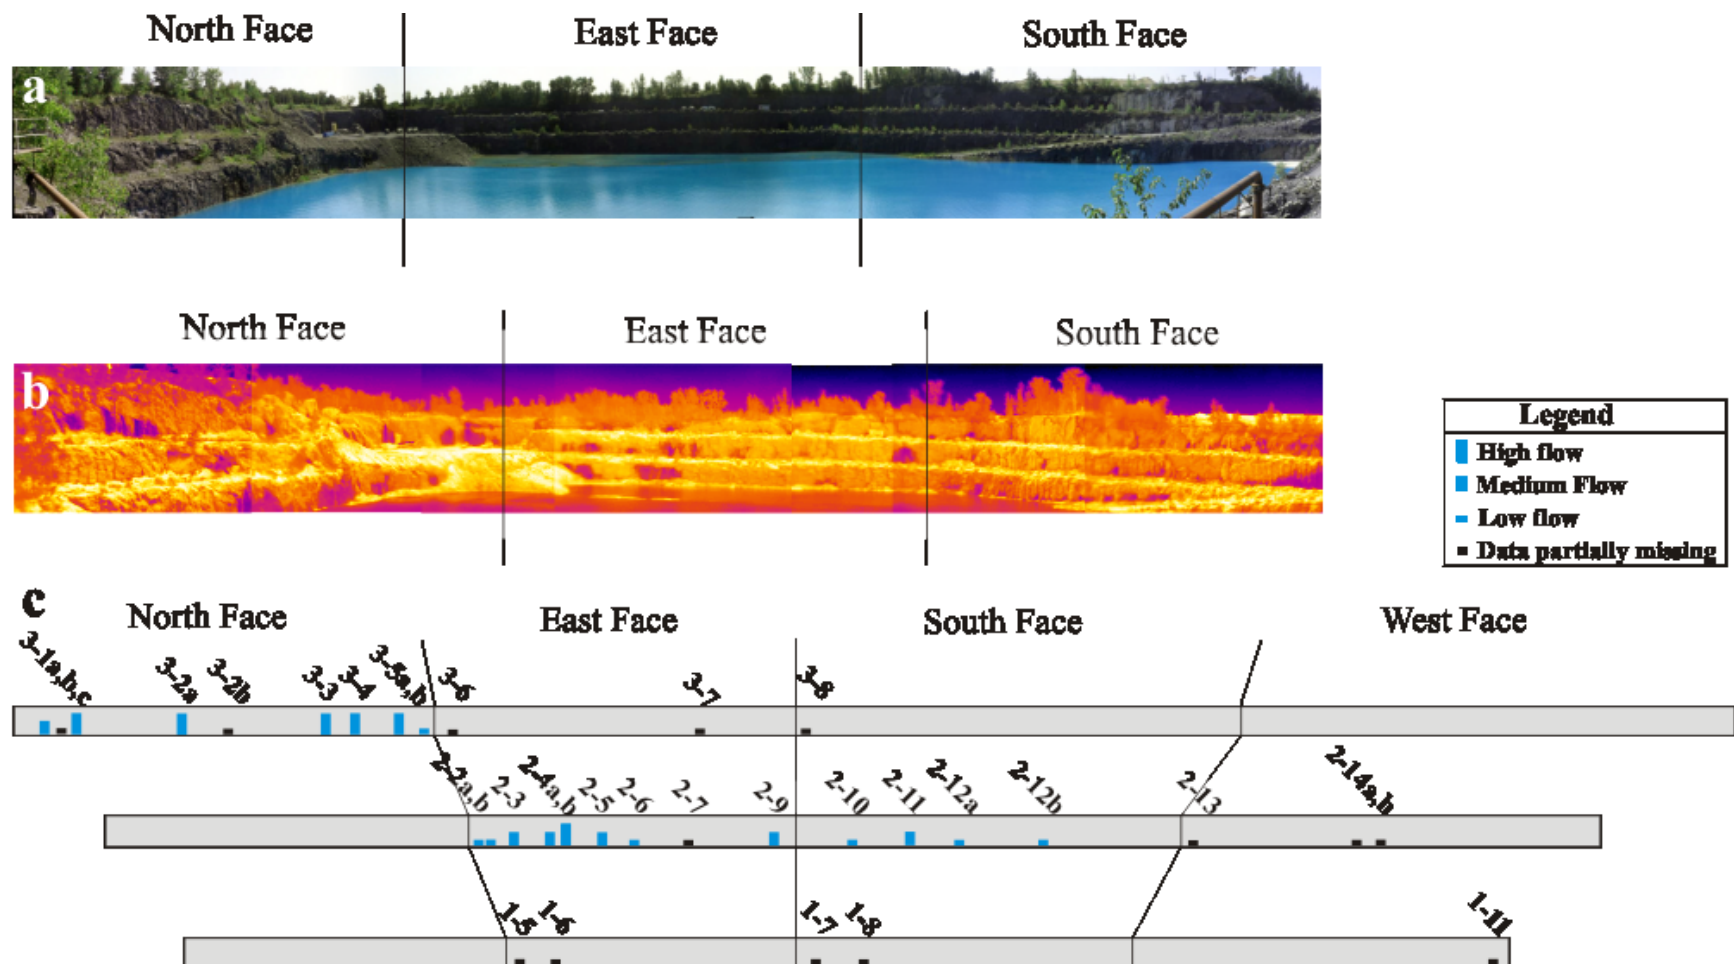 North Face East Face South Face
a
North Face East Face South Face
b
Legend
High flow
Medium Flow
Low flow
Data partially missing
c
North Face East Face South Face West Face
3-1a,b,c 3-2a 3-2b 3-3 3-4 3-5a,b 3-6 3-7 3-8
2-2a,b 2-3 2-4a,b 2-5 2-6 2-7 2-9 2-10 2-11 2-12a 2-12b 2-13 2-14a,b
1-5 1-6 1-7 1-8 1-11